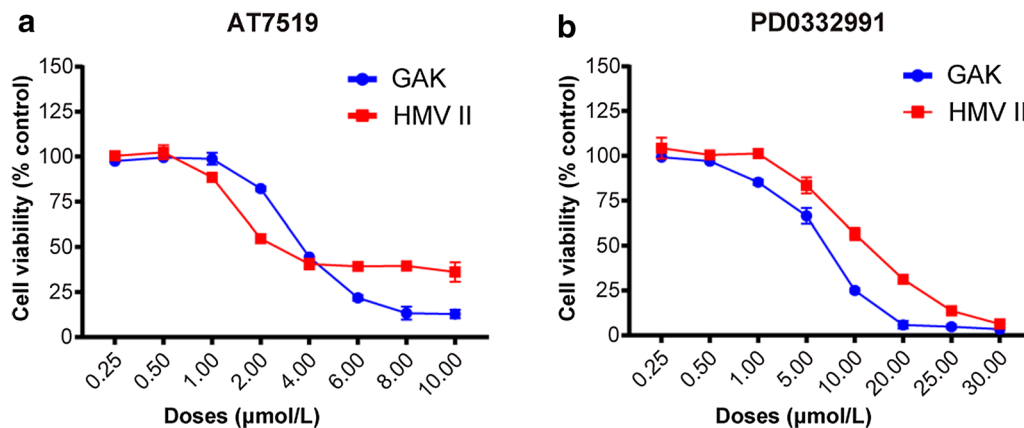 a
AT7519
Cell viability (% control)
150
125
100
75
50
25
0
GAK
HMV II
0.25 0.50 1.00 2.00 4.00 6.00 8.00 10.00
Doses (µmol/L)
b
PD0332991
Cell viability (% control)
150
125
100
75
50
25
0
GAK
HMV II
0.25 0.50 1.00 5.00 10.00 20.00 25.00 30.00
Doses (µmol/L)